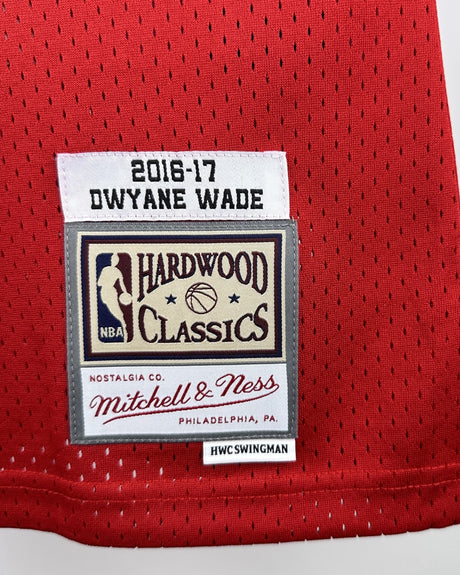 2016-17
DWYANE WADE
HARDWOOD
CLASSICS
NBA
NOSTALGIA CO.
Mitchell & Ness
PHILADELPHIA, PA.
HWC SWINGMAN